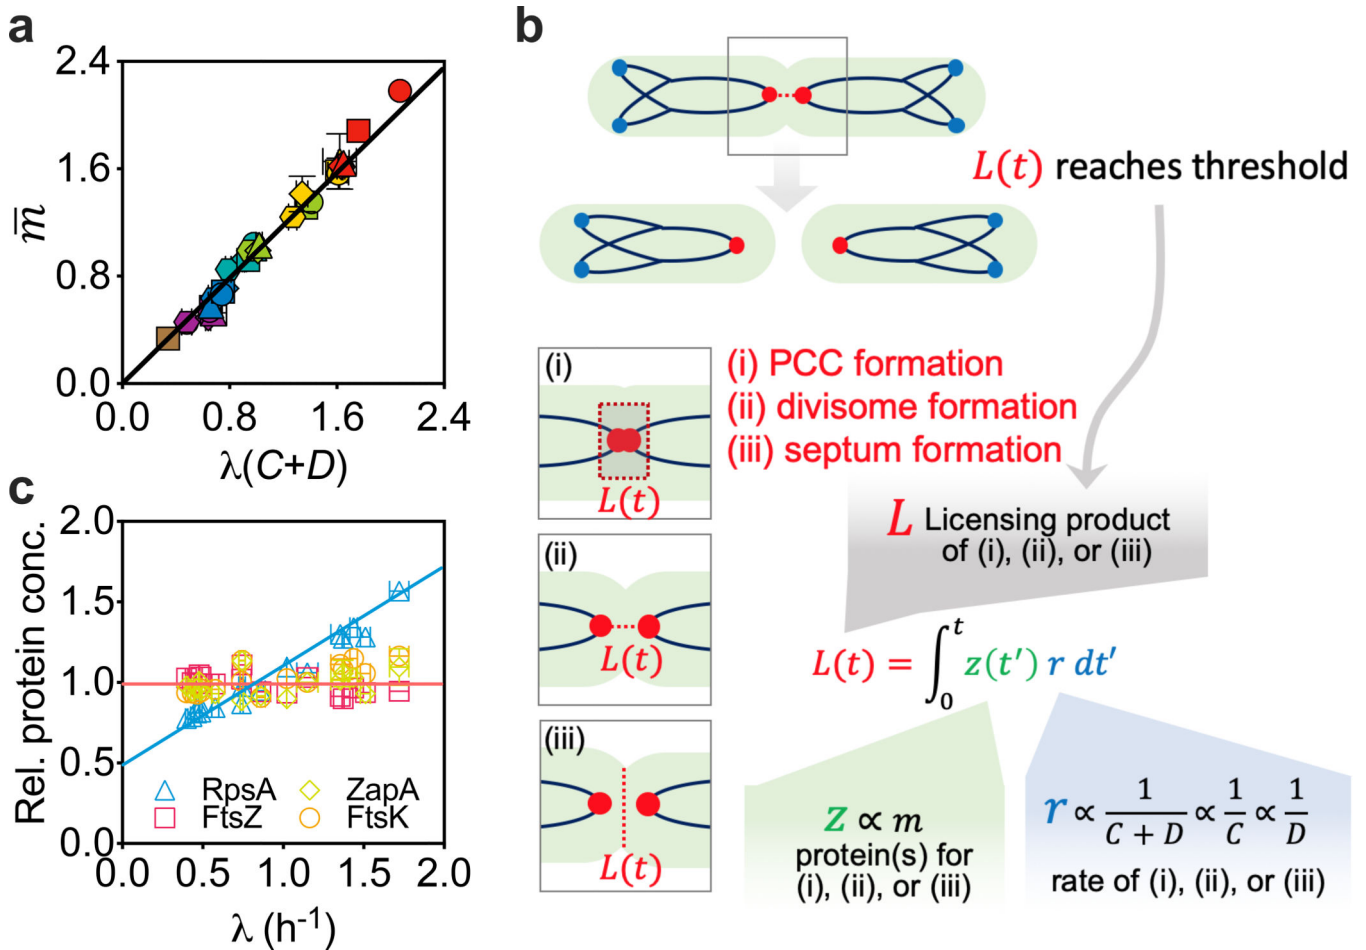 a
2.4
1.6
0.8
0.0
m̅
0.0 0.8 1.6 2.4
λ(C+D)
b
L(t) reaches threshold
(i)
L(t)
(ii)
L(t)
(iii)
L(t)
(i) PCC formation
(ii) divisome formation
(iii) septum formation
L Licensing product
of (i), (ii), or (iii)
L(t) = ∫₀ᵗ z(t′) r dt′
z ∝ m
protein(s) for
(i), (ii), or (iii)
r ∝ 1/(C + D) ∝ 1/C ∝ 1/D
rate of (i), (ii), or (iii)
c
2.0
1.5
1.0
0.5
0.0
Rel. protein conc.
RpsA ZapA
FtsZ FtsK
0.0 0.5 1.0 1.5 2.0
λ (h⁻¹)